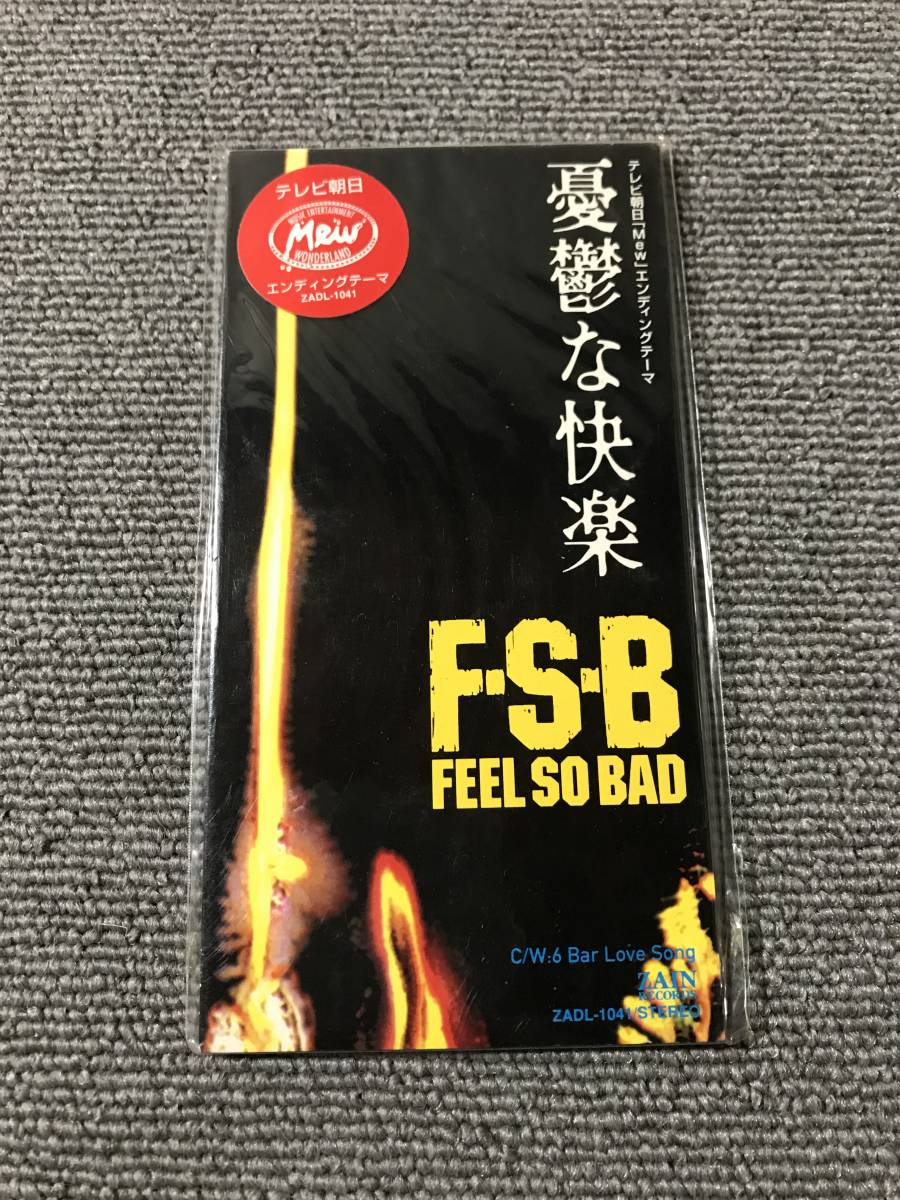 テレビ朝日
MUSIC ENTERTAINMENT
Mew
WONDERLAND
エンディングテーマ
ZADL-1041
テレビ朝日「Mew」エンディングテーマ
憂鬱な快楽
F·S·B
FEEL SO BAD
C/W:6 Bar Love Song
ZAIN
RECORDS
ZADL-1041/STEREO